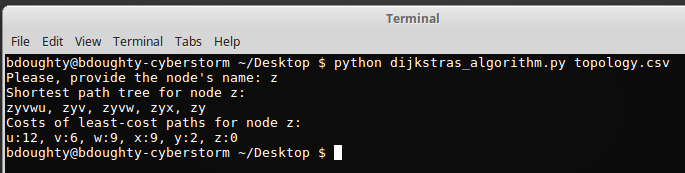 Terminal
File Edit View Terminal Tabs Help
bdoughty@bdoughty-cyberstorm ~/Desktop $ python dijkstras_algorithm.py topology.csv
Please, provide the node's name: z
Shortest path tree for node z:
zyvwu, zyv, zyvw, zyx, zy
Costs of least-cost paths for node z:
u:12, v:6, w:9, x:9, y:2, z:0
bdoughty@bdoughty-cyberstorm ~/Desktop $